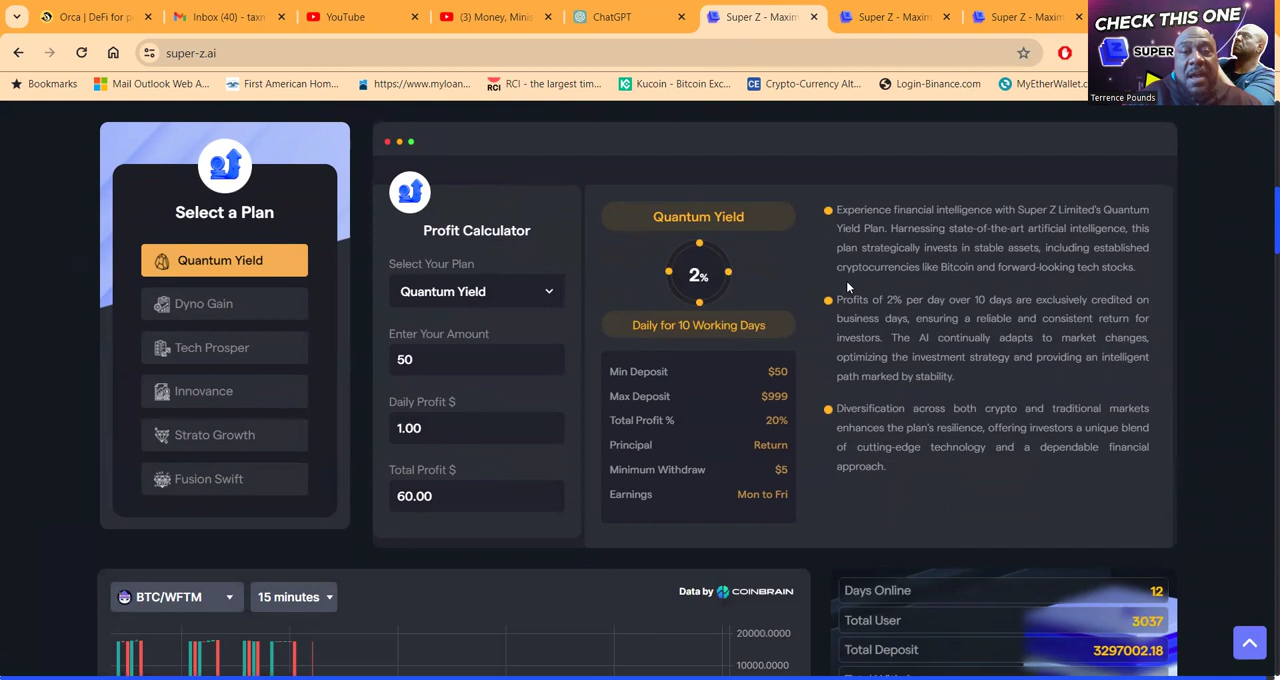 Orca | DeFi for p
Inbox (40) - taxn
YouTube
(3) Money, Minis
ChatGPT
Super Z - Maxim
Super Z - Maxim
Super Z - Maxim
super-z.ai
CHECK THIS ONE
SUPER
Terrence Pounds
Bookmarks
Mail Outlook Web A...
First American Hom...
https://www.myloan...
RCI - the largest tim...
Kucoin - Bitcoin Exc...
Crypto-Currency Alt...
Login-Binance.com
MyEtherWallet.c
Select a Plan
Quantum Yield
Dyno Gain
Tech Prosper
Innovance
Strato Growth
Fusion Swift
Profit Calculator
Select Your Plan
Quantum Yield
Enter Your Amount
50
Daily Profit $
1.00
Total Profit $
60.00
Quantum Yield
2%
Daily for 10 Working Days
Min Deposit $50
Max Deposit $999
Total Profit % 20%
Principal Return
Minimum Withdraw $5
Earnings Mon to Fri
Experience financial intelligence with Super Z Limited's Quantum
Yield Plan. Harnessing state-of-the-art artificial intelligence, this
plan strategically invests in stable assets, including established
cryptocurrencies like Bitcoin and forward-looking tech stocks.
Profits of 2% per day over 10 days are exclusively credited on
business days, ensuring a reliable and consistent return for
investors. The AI continually adapts to market changes,
optimizing the investment strategy and providing an intelligent
path marked by stability.
Diversification across both crypto and traditional markets
enhances the plan's resilience, offering investors a unique blend
of cutting-edge technology and a dependable financial
approach.
BTC/WFTM
15 minutes
Data by COINBRAIN
20000.0000
10000.0000
Days Online 12
Total User 3037
Total Deposit 3297002.18